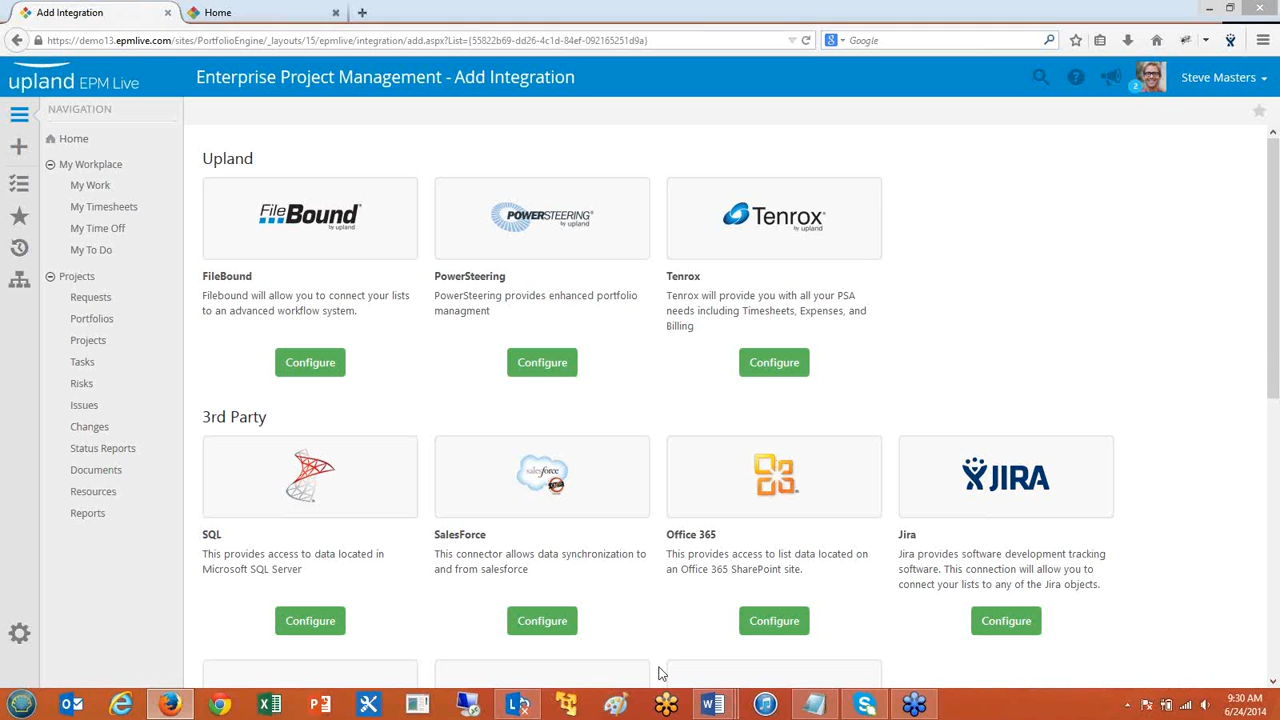 Add Integration
Home
https://demo13.epmlive.com/sites/PortfolioEngine/_layouts/15/epmlive/integration/add.aspx?List={55822b69-dd26-4c1d-84ef-092165251d9a}
Google
upland EPM Live
Enterprise Project Management - Add Integration
2
Steve Masters
NAVIGATION
Home
My Workplace
My Work
My Timesheets
My Time Off
My To Do
Projects
Requests
Portfolios
Projects
Tasks
Risks
Issues
Changes
Status Reports
Documents
Resources
Reports
Upland
FileBound by upland
POWERSTEERING by upland
Tenrox by upland
FileBound
Filebound will allow you to connect your lists
to an advanced workflow system.
Configure
PowerSteering
PowerSteering provides enhanced portfolio
managment
Configure
Tenrox
Tenrox will provide you with all your PSA
needs including Timesheets, Expenses, and
Billing
Configure
3rd Party
salesforce
JIRA
SQL
This provides access to data located in
Microsoft SQL Server
Configure
SalesForce
This connector allows data synchronization to
and from salesforce
Configure
Office 365
This provides access to list data located on
an Office 365 SharePoint site.
Configure
Jira
Jira provides software development tracking
software. This connection will allow you to
connect your lists to any of the Jira objects.
Configure
9:30 AM
6/24/2014